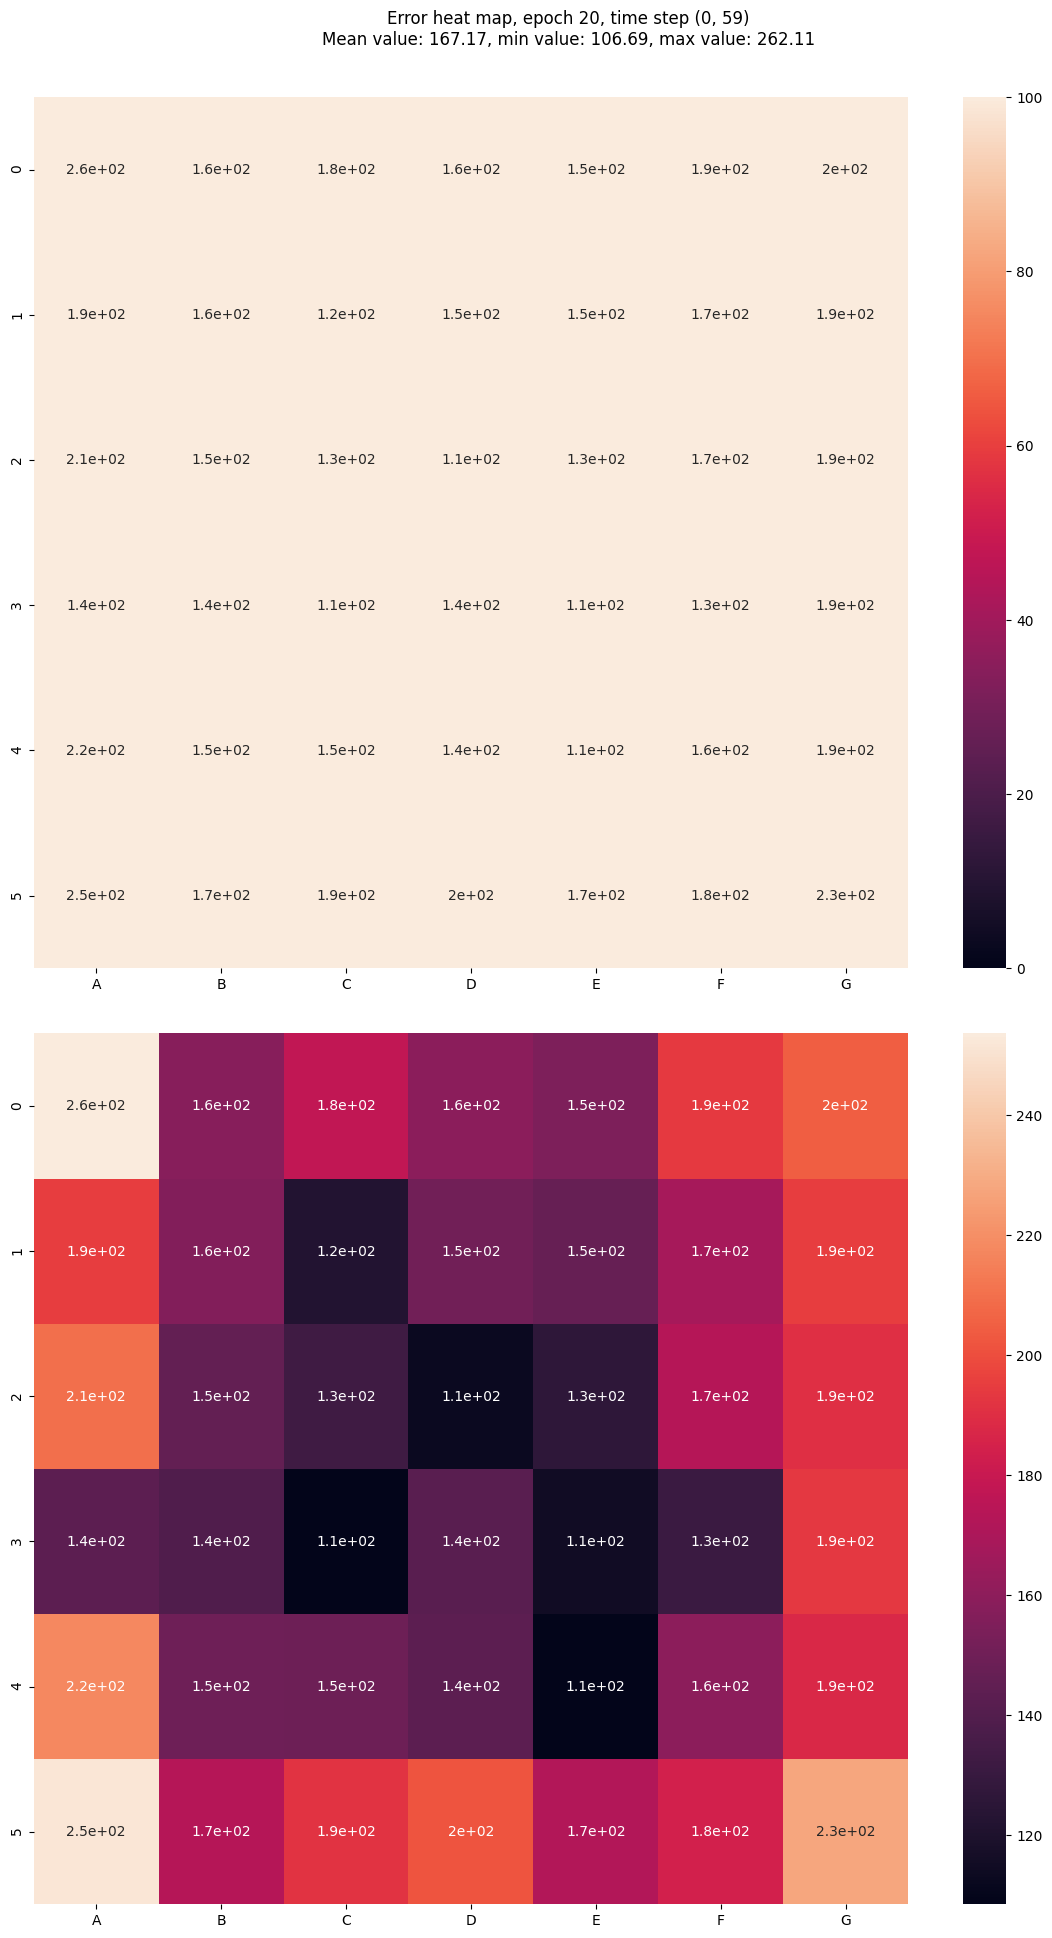 Error heat map, epoch 20, time step (0, 59)
Mean value: 167.17, min value: 106.69, max value: 262.11
0 2.6e+02 1.6e+02 1.8e+02 1.6e+02 1.5e+02 1.9e+02 2e+02
1 1.9e+02 1.6e+02 1.2e+02 1.5e+02 1.5e+02 1.7e+02 1.9e+02
2 2.1e+02 1.5e+02 1.3e+02 1.1e+02 1.3e+02 1.7e+02 1.9e+02
3 1.4e+02 1.4e+02 1.1e+02 1.4e+02 1.1e+02 1.3e+02 1.9e+02
4 2.2e+02 1.5e+02 1.5e+02 1.4e+02 1.1e+02 1.6e+02 1.9e+02
5 2.5e+02 1.7e+02 1.9e+02 2e+02 1.7e+02 1.8e+02 2.3e+02
A B C D E F G
100
80
60
40
20
0
0 2.6e+02 1.6e+02 1.8e+02 1.6e+02 1.5e+02 1.9e+02 2e+02
1 1.9e+02 1.6e+02 1.2e+02 1.5e+02 1.5e+02 1.7e+02 1.9e+02
2 2.1e+02 1.5e+02 1.3e+02 1.1e+02 1.3e+02 1.7e+02 1.9e+02
3 1.4e+02 1.4e+02 1.1e+02 1.4e+02 1.1e+02 1.3e+02 1.9e+02
4 2.2e+02 1.5e+02 1.5e+02 1.4e+02 1.1e+02 1.6e+02 1.9e+02
5 2.5e+02 1.7e+02 1.9e+02 2e+02 1.7e+02 1.8e+02 2.3e+02
A B C D E F G
240
220
200
180
160
140
120